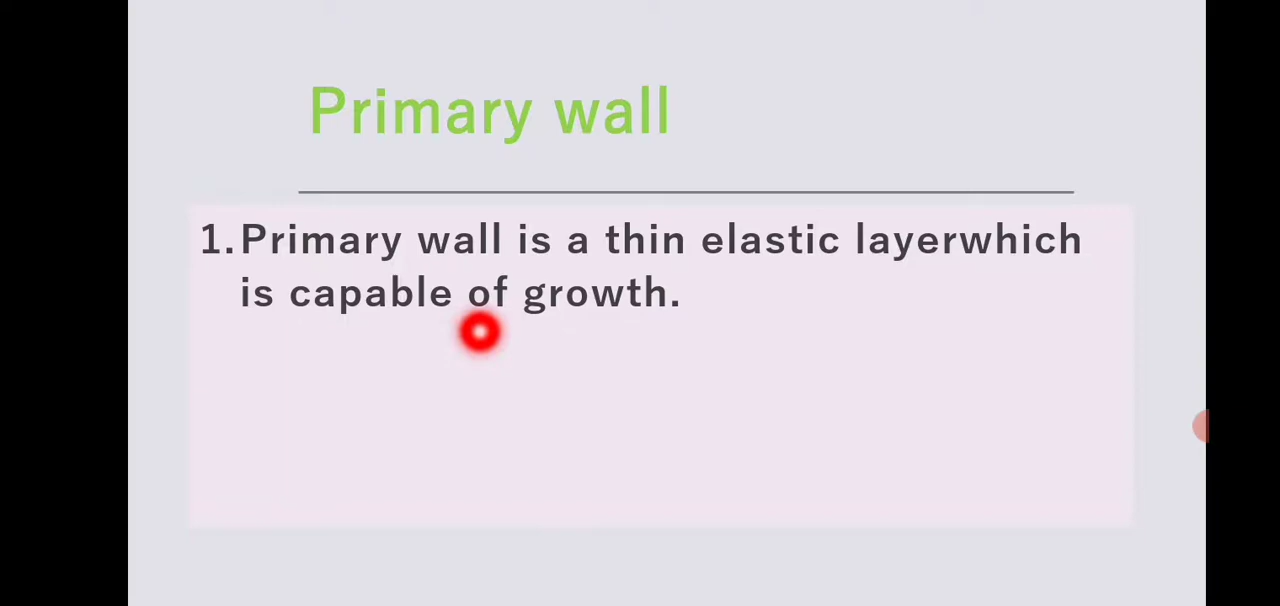 Primary wall
1. Primary wall is a thin elastic layerwhich
is capable of growth.